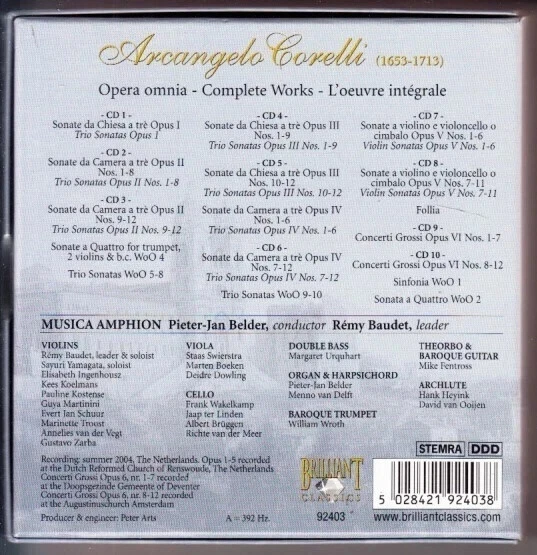 Arcangelo Corelli (1653-1713)
Opera omnia - Complete Works - L'oeuvre intégrale
- CD 1 -
Sonate da Chiesa a trè Opus I
Trio Sonatas Opus I
- CD 2 -
Sonate da Camera a trè Opus II
Nos. 1-8
Trio Sonatas Opus II Nos. 1-8
- CD 3 -
Sonate da Camera a trè Opus II
Nos. 9-12
Trio Sonatas Opus II Nos. 9-12
Sonate a Quattro for trumpet,
2 violins & b.c. WoO 4
Trio Sonatas WoO 5-8
- CD 4 -
Sonate da Chiesa a trè Opus III
Nos. 1-9
Trio Sonatas Opus III Nos. 1-9
- CD 5 -
Sonate da Chiesa a trè Opus III
Nos. 10-12
Trio Sonatas Opus III Nos. 10-12
Sonate da Camera a trè Opus IV
Nos. 1-6
Trio Sonatas Opus IV Nos. 1-6
- CD 6 -
Sonate da Camera a trè Opus IV
Nos. 7-12
Trio Sonatas Opus IV Nos. 7-12
Trio Sonatas WoO 9-10
- CD 7 -
Sonate a violino e violoncello o
cimbalo Opus V Nos. 1-6
Violin Sonatas Opus V Nos. 1-6
- CD 8 -
Sonate a violino e violoncello o
cimbalo Opus V Nos. 7-11
Violin Sonatas Opus V Nos. 7-11
Follia
- CD 9 -
Concerti Grossi Opus VI Nos. 1-7
- CD 10 -
Concerti Grossi Opus VI Nos. 8-12
Sinfonia WoO 1
Sonata a Quattro WoO 2
MUSICA AMPHION Pieter-Jan Belder, conductor Rémy Baudet, leader
VIOLINS
Rémy Baudet, leader & soloist
Sayuri Yamagata, soloist
Elisabeth Ingenhousz
Kees Koelmans
Pauline Kostense
Guya Martinini
Evert Jan Schuur
Marinette Troost
Annelies van der Vegt
Gustavo Zarba
VIOLA
Staas Swierstra
Marten Boeken
Deidre Dowling
CELLO
Frank Wakelkamp
Jaap ter Linden
Albert Brüggen
Richte van der Meer
DOUBLE BASS
Margaret Urquhart
ORGAN & HARPSICHORD
Pieter-Jan Belder
Menno van Delft
BAROQUE TRUMPET
William Wroth
THEORBO &
BAROQUE GUITAR
Mike Fentross
ARCHLUTE
Hank Heyink
David van Ooijen
Recording: summer 2004, The Netherlands. Opus 1-5 recorded
at the Dutch Reformed Church of Renswoude, The Netherlands
Concerti Grossi Opus 6, nr. 1-7 recorded
at the Doopsgezinde Gemeente of Deventer
Concerti Grossi Opus 6, nr. 8-12 recorded
at the Augustinuschurch Amsterdam
Producer & engineer: Peter Arts
A = 392 Hz.
BRILLIANT
CLASSICS
92403
STEMRA DDD
5 028421 924038
www.brilliantclassics.com